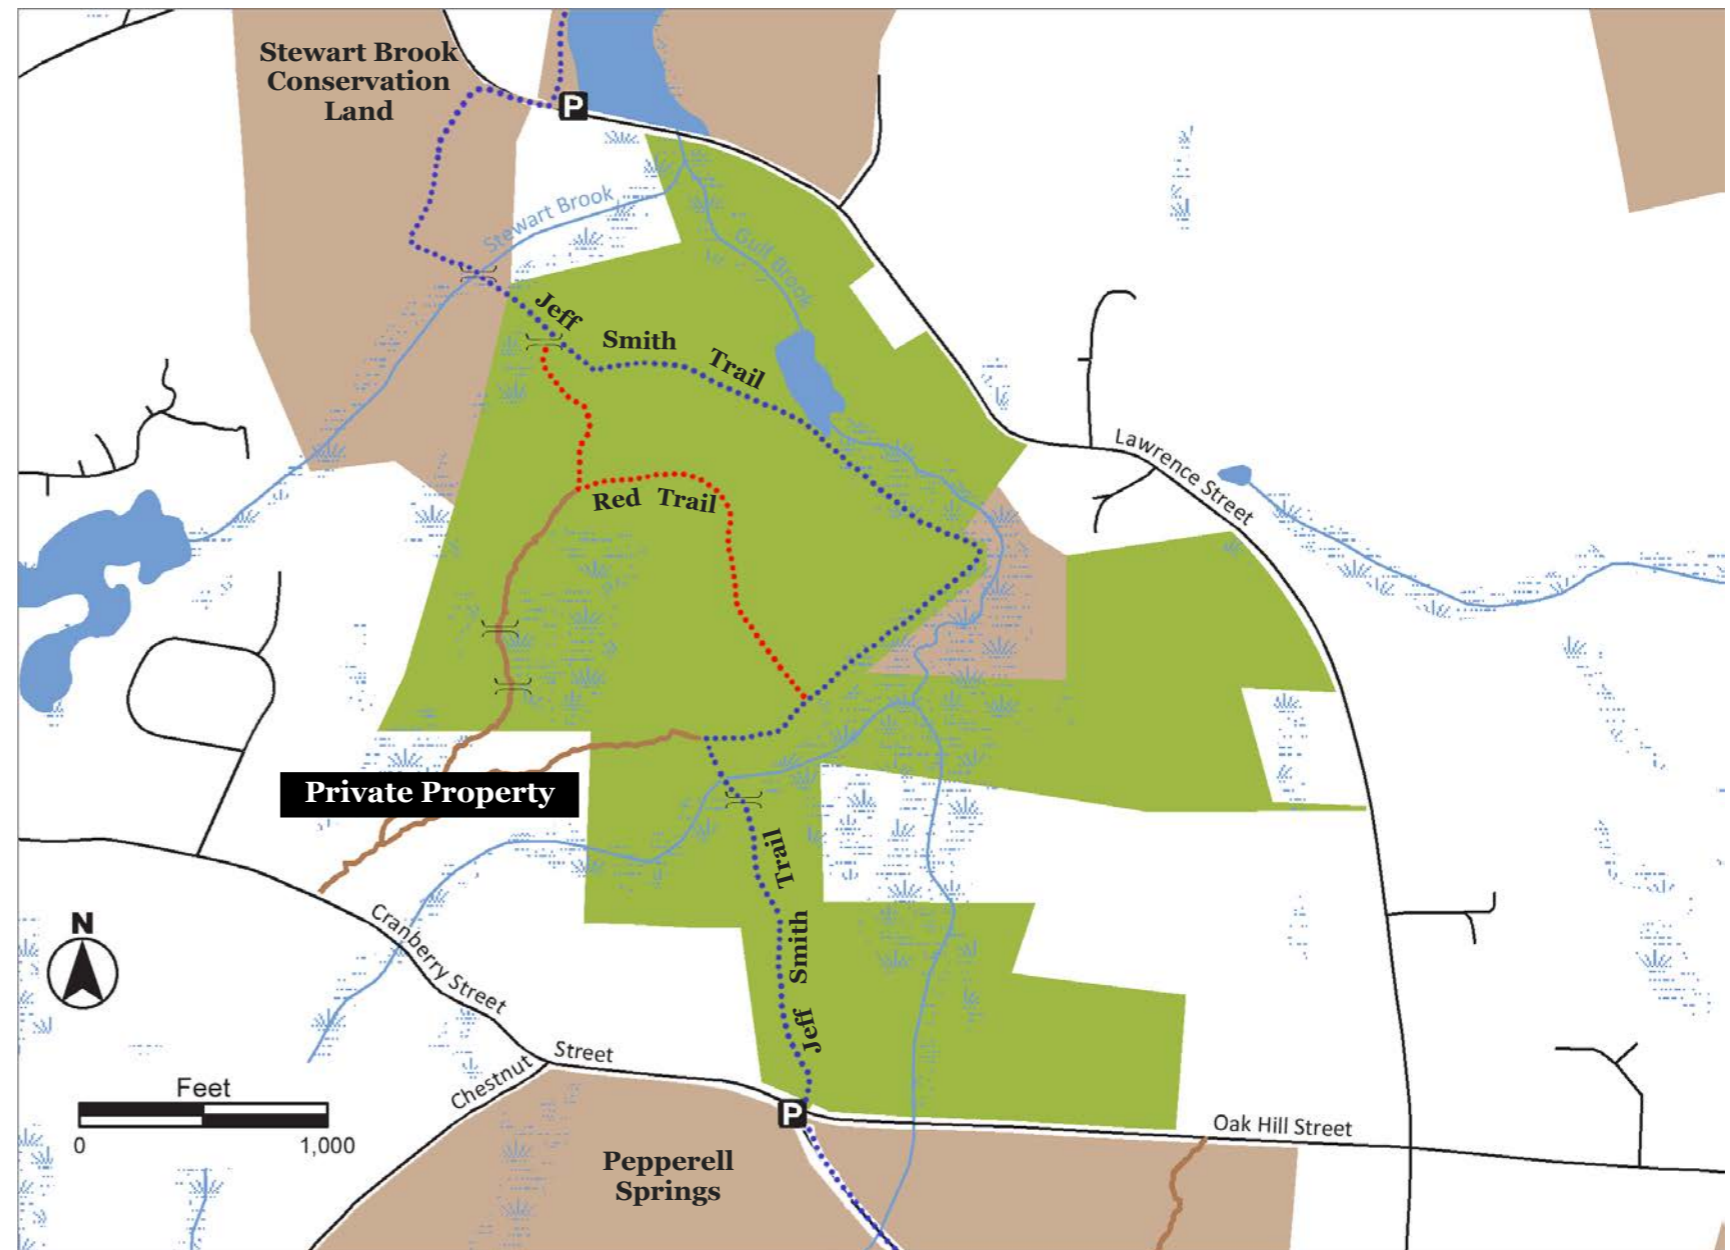 Stewart Brook
Conservation
Land
P
Stewart Brook
Gulf Brook
Jeff Smith Trail
Red Trail
Lawrence Street
Private Property
Jeff Smith Trail
N
Cranberry Street
Chestnut Street
Feet
0 1,000
P
Oak Hill Street
Pepperell
Springs